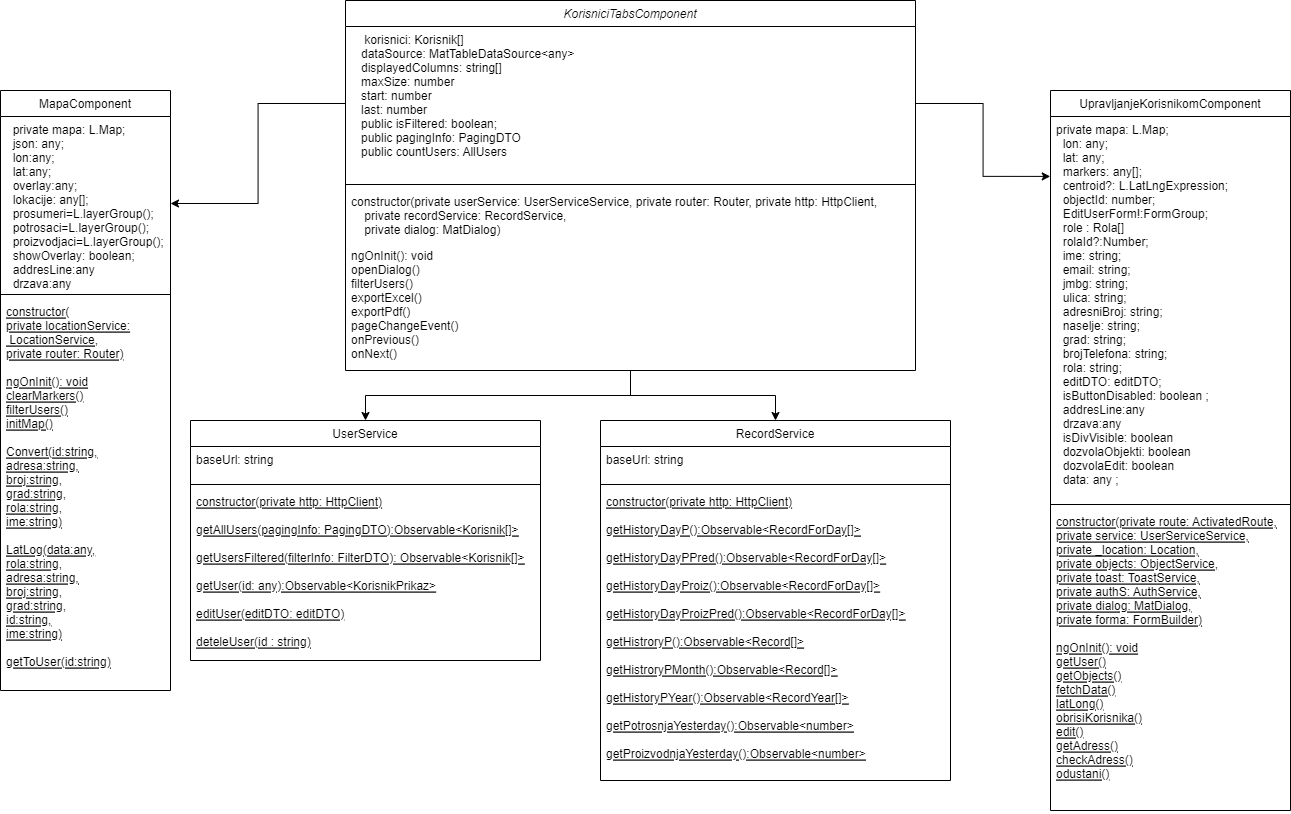 KorisniciTabsComponent
korisnici: Korisnik[]
dataSource: MatTableDataSource<any>
displayedColumns: string[]
maxSize: number
start: number
last: number
public isFiltered: boolean;
public pagingInfo: PagingDTO
public countUsers: AllUsers
constructor(private userService: UserServiceService, private router: Router, private http: HttpClient,
private recordService: RecordService,
private dialog: MatDialog)
ngOnInit(): void
openDialog()
filterUsers()
exportExcel()
exportPdf()
pageChangeEvent()
onPrevious()
onNext()
MapaComponent
private mapa: L.Map;
json: any;
lon:any;
lat:any;
overlay:any;
lokacije: any[];
prosumeri=L.layerGroup();
potrosaci=L.layerGroup();
proizvodjaci=L.layerGroup();
showOverlay: boolean;
addresLine:any
drzava:any
constructor(
private locationService:
LocationService,
private router: Router)
ngOnInit(): void
clearMarkers()
filterUsers()
initMap()
Convert(id:string,
adresa:string,
broj:string,
grad:string,
rola:string,
ime:string)
LatLog(data:any,
rola:string,
adresa:string,
broj:string,
grad:string,
id:string,
ime:string)
getToUser(id:string)
UserService
baseUrl: string
constructor(private http: HttpClient)
getAllUsers(pagingInfo: PagingDTO):Observable<Korisnik[]>
getUsersFiltered(filterInfo: FilterDTO): Observable<Korisnik[]>
getUser(id: any):Observable<KorisnikPrikaz>
editUser(editDTO: editDTO)
deteleUser(id : string)
RecordService
baseUrl: string
constructor(private http: HttpClient)
getHistoryDayP():Observable<RecordForDay[]>
getHistoryDayPPred():Observable<RecordForDay[]>
getHistoryDayProiz():Observable<RecordForDay[]>
getHistoryDayProizPred():Observable<RecordForDay[]>
getHistroryP():Observable<Record[]>
getHistroryPMonth():Observable<Record[]>
getHistoryPYear():Observable<RecordYear[]>
getPotrosnjaYesterday():Observable<number>
getProizvodnjaYesterday():Observable<number>
UpravljanjeKorisnikomComponent
private mapa: L.Map;
lon: any;
lat: any;
markers: any[];
centroid?: L.LatLngExpression;
objectId: number;
EditUserForm!:FormGroup;
role : Rola[]
rolaId?:Number;
ime: string;
email: string;
jmbg: string;
ulica: string;
adresniBroj: string;
naselje: string;
grad: string;
brojTelefona: string;
rola: string;
editDTO: editDTO;
isButtonDisabled: boolean ;
addresLine:any
drzava:any
isDivVisible: boolean
dozvolaObjekti: boolean
dozvolaEdit: boolean
data: any ;
constructor(private route: ActivatedRoute,
private service: UserServiceService,
private _location: Location,
private objects: ObjectService,
private toast: ToastService,
private authS: AuthService,
private dialog: MatDialog,
private forma: FormBuilder)
ngOnInit(): void
getUser()
getObjects()
fetchData()
latLong()
obrisiKorisnika()
edit()
getAdress()
checkAdress()
odustani()